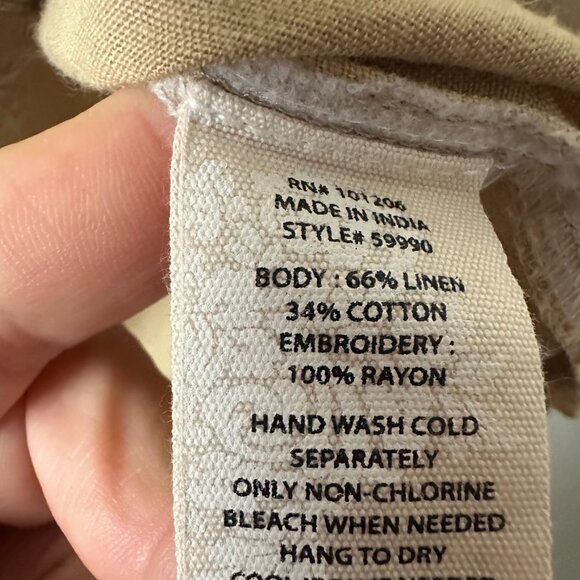 RN# 101206
MADE IN INDIA
STYLE# 59990
BODY : 66% LINEN
34% COTTON
EMBROIDERY :
100% RAYON
HAND WASH COLD
SEPARATELY
ONLY NON-CHLORINE
BLEACH WHEN NEEDED
HANG TO DRY
COOL